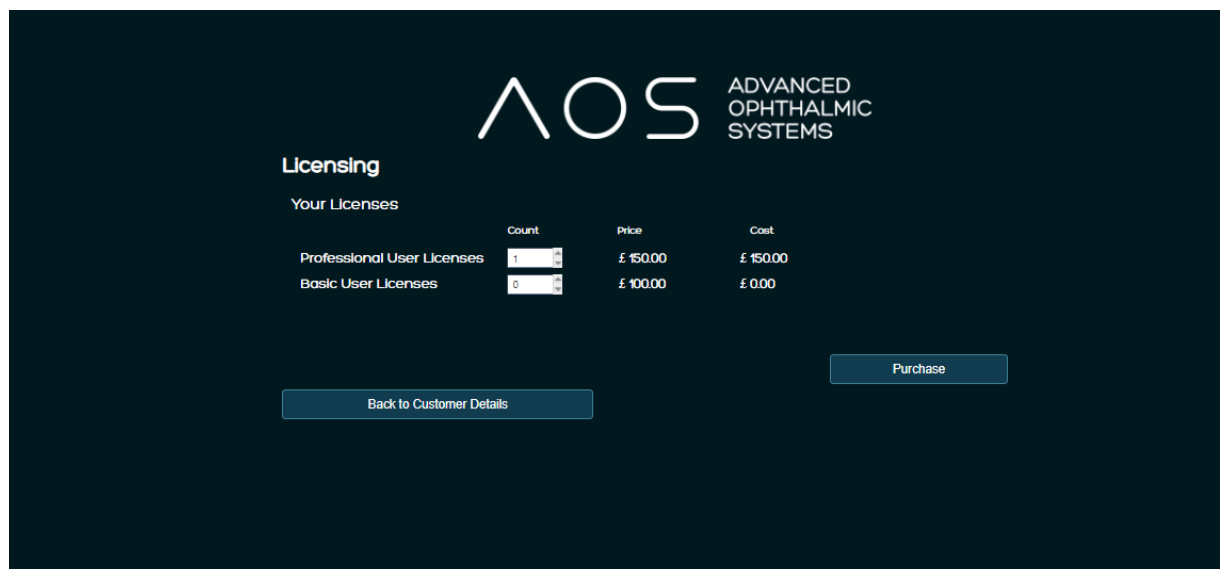 AOS ADVANCED
OPHTHALMIC
SYSTEMS
Licensing
Your Licenses
Count Price Cost
Professional User Licenses 1 £ 150.00 £ 150.00
Basic User Licenses 0 £ 100.00 £ 0.00
Purchase
Back to Customer Details